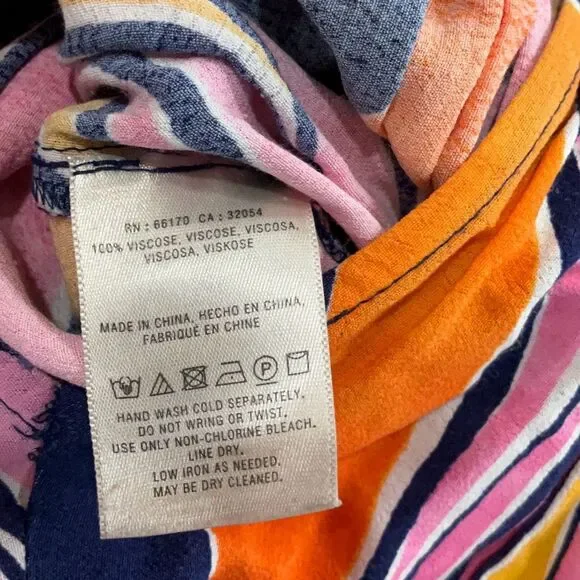 RN : 66170 CA : 32054
100% VISCOSE, VISCOSE, VISCOSA,
VISCOSA, VISKOSE
MADE IN CHINA, HECHO EN CHINA,
FABRIQUÉ EN CHINE
P
HAND WASH COLD SEPARATELY.
DO NOT WRING OR TWIST.
USE ONLY NON-CHLORINE BLEACH.
LINE DRY.
LOW IRON AS NEEDED.
MAY BE DRY CLEANED.